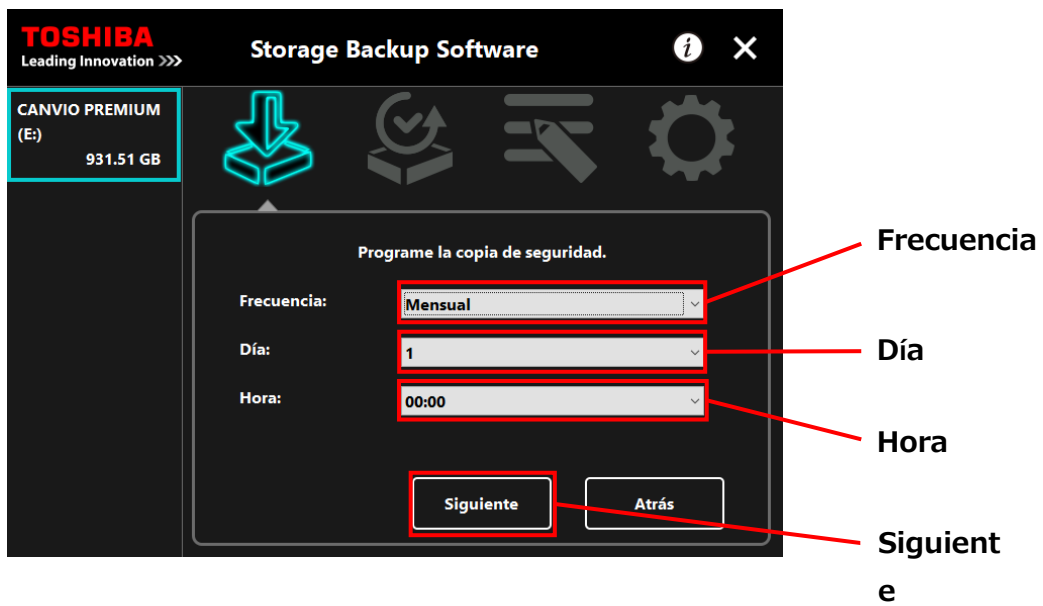 TOSHIBA
Leading Innovation >>>
Storage Backup Software
i
CANVIO PREMIUM
(E:)
931.51 GB
Programe la copia de seguridad.
Frecuencia:
Mensual
Día:
1
Hora:
00:00
Siguiente
Atrás
Frecuencia
Día
Hora
Siguient
e